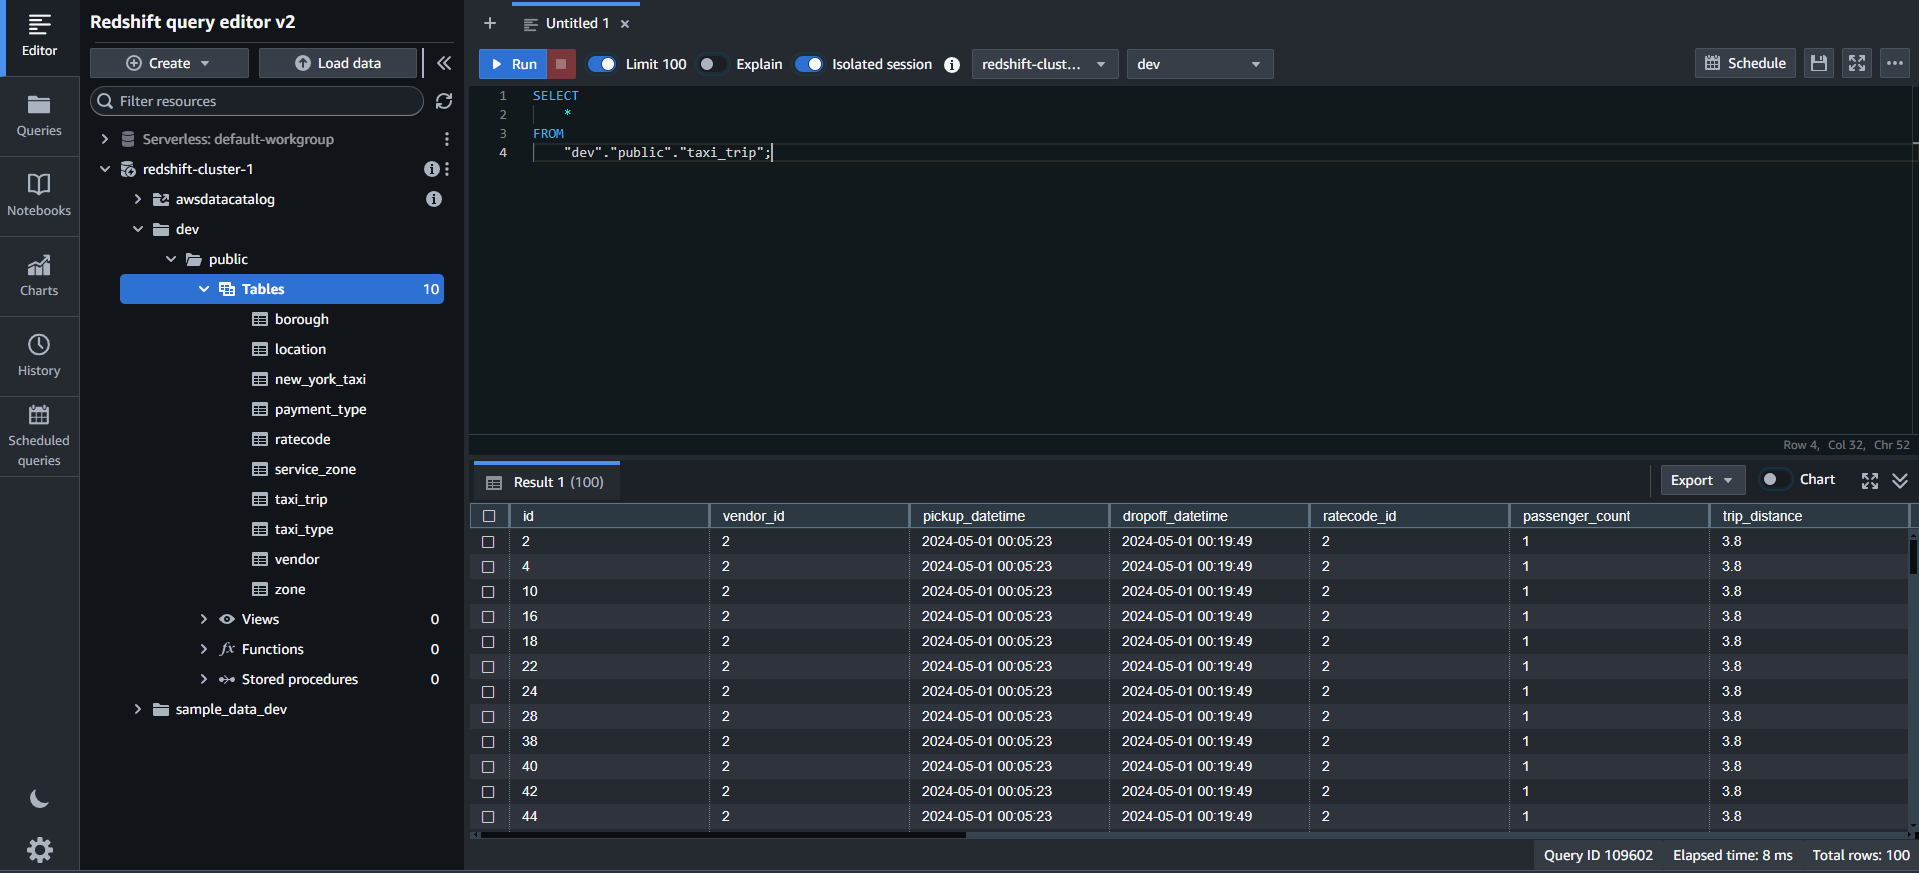 Redshift query editor v2
Editor
Queries
Notebooks
Charts
History
Scheduled
queries
Create
Load data
Filter resources
Serverless: default-workgroup
redshift-cluster-1
awsdatacatalog
dev
public
Tables 10
borough
location
new_york_taxi
payment_type
ratecode
service_zone
taxi_trip
taxi_type
vendor
zone
Views 0
Functions 0
Stored procedures 0
sample_data_dev
Untitled 1
Run Limit 100 Explain Isolated session redshift-clust... dev Schedule
1 SELECT
2 *
3 FROM
4 "dev"."public"."taxi_trip";
Row 4, Col 32, Chr 52
Result 1 (100) Export Chart
id vendor_id pickup_datetime dropoff_datetime ratecode_id passenger_count trip_distance
2 2 2024-05-01 00:05:23 2024-05-01 00:19:49 2 1 3.8
4 2 2024-05-01 00:05:23 2024-05-01 00:19:49 2 1 3.8
10 2 2024-05-01 00:05:23 2024-05-01 00:19:49 2 1 3.8
16 2 2024-05-01 00:05:23 2024-05-01 00:19:49 2 1 3.8
18 2 2024-05-01 00:05:23 2024-05-01 00:19:49 2 1 3.8
22 2 2024-05-01 00:05:23 2024-05-01 00:19:49 2 1 3.8
24 2 2024-05-01 00:05:23 2024-05-01 00:19:49 2 1 3.8
28 2 2024-05-01 00:05:23 2024-05-01 00:19:49 2 1 3.8
38 2 2024-05-01 00:05:23 2024-05-01 00:19:49 2 1 3.8
40 2 2024-05-01 00:05:23 2024-05-01 00:19:49 2 1 3.8
42 2 2024-05-01 00:05:23 2024-05-01 00:19:49 2 1 3.8
44 2 2024-05-01 00:05:23 2024-05-01 00:19:49 2 1 3.8
Query ID 109602 Elapsed time: 8 ms Total rows: 100